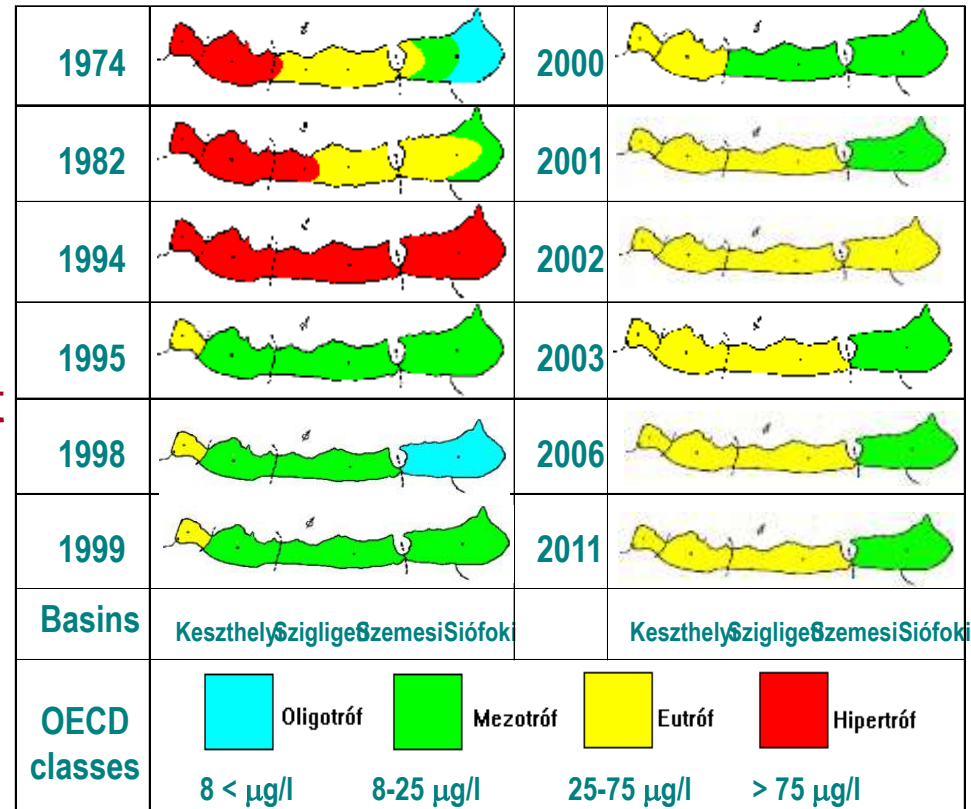 1974 2000
1982 2001
1994 2002
1995 2003
1998 2006
1999 2011
Basins Keszthelyi Szigligeti Szemesi Siófoki Keszthelyi Szigligeti Szemesi Siófoki
OECD
classes
Oligotróf Mezotróf Eutróf Hipertróf
8 < µg/l 8-25 µg/l 25-75 µg/l > 75 µg/l